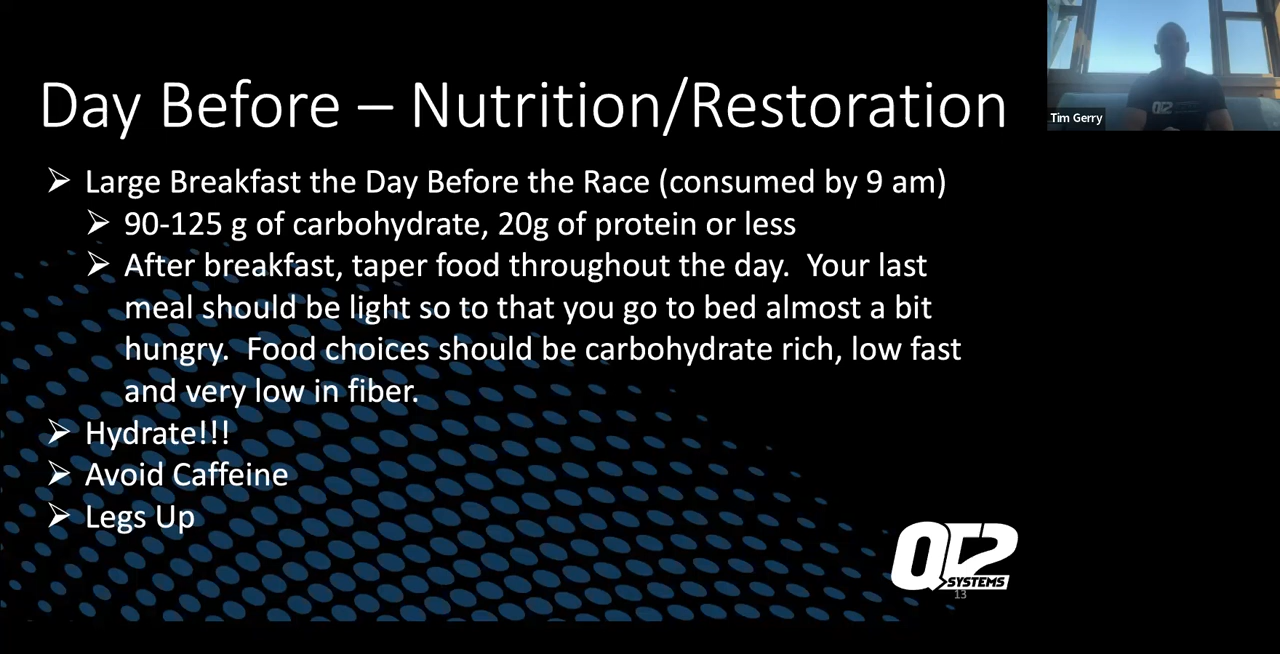 Day Before – Nutrition/Restoration
Tim Gerry
➢ Large Breakfast the Day Before the Race (consumed by 9 am)
➢ 90-125 g of carbohydrate, 20g of protein or less
➢ After breakfast, taper food throughout the day.  Your last
meal should be light so to that you go to bed almost a bit
hungry.  Food choices should be carbohydrate rich, low fast
and very low in fiber.
➢ Hydrate!!!
➢ Avoid Caffeine
➢ Legs Up
QT2
SYSTEMS
13